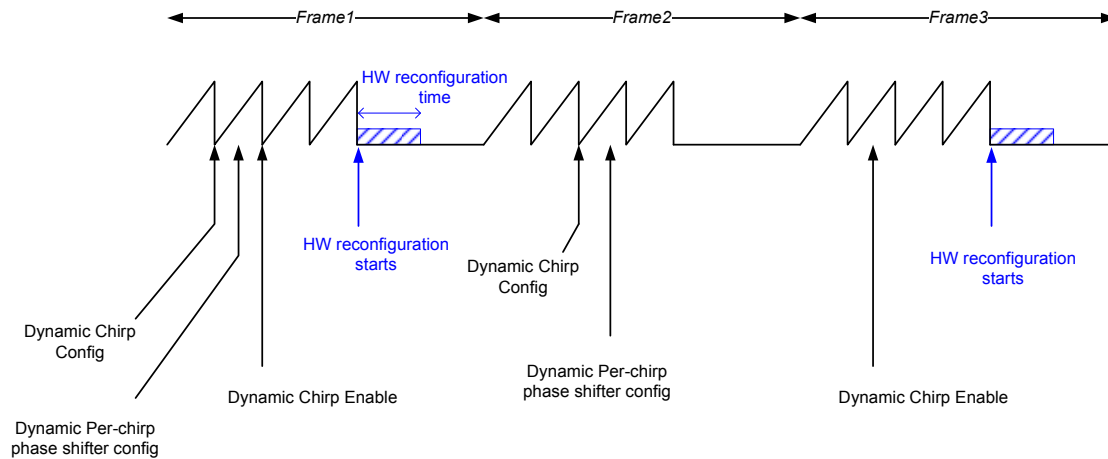 Frame1
Frame2
Frame3
HW reconfiguration
time
HW reconfiguration
starts
Dynamic Chirp
Config
HW reconfiguration
starts
Dynamic Chirp
Config
Dynamic Per-chirp
phase shifter config
Dynamic Chirp Enable
Dynamic Per-chirp
phase shifter config
Dynamic Chirp Enable